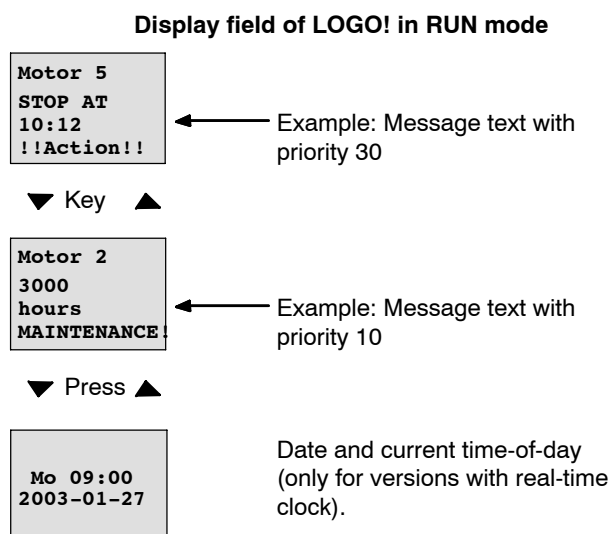 Display field of LOGO! in RUN mode
Motor 5
STOP AT
10:12
!!Action!!
Example: Message text with
priority 30
Key
Motor 2
3000
hours
MAINTENANCE!
Example: Message text with
priority 10
Press
Mo 09:00
2003-01-27
Date and current time-of-day
(only for versions with real-time
clock).